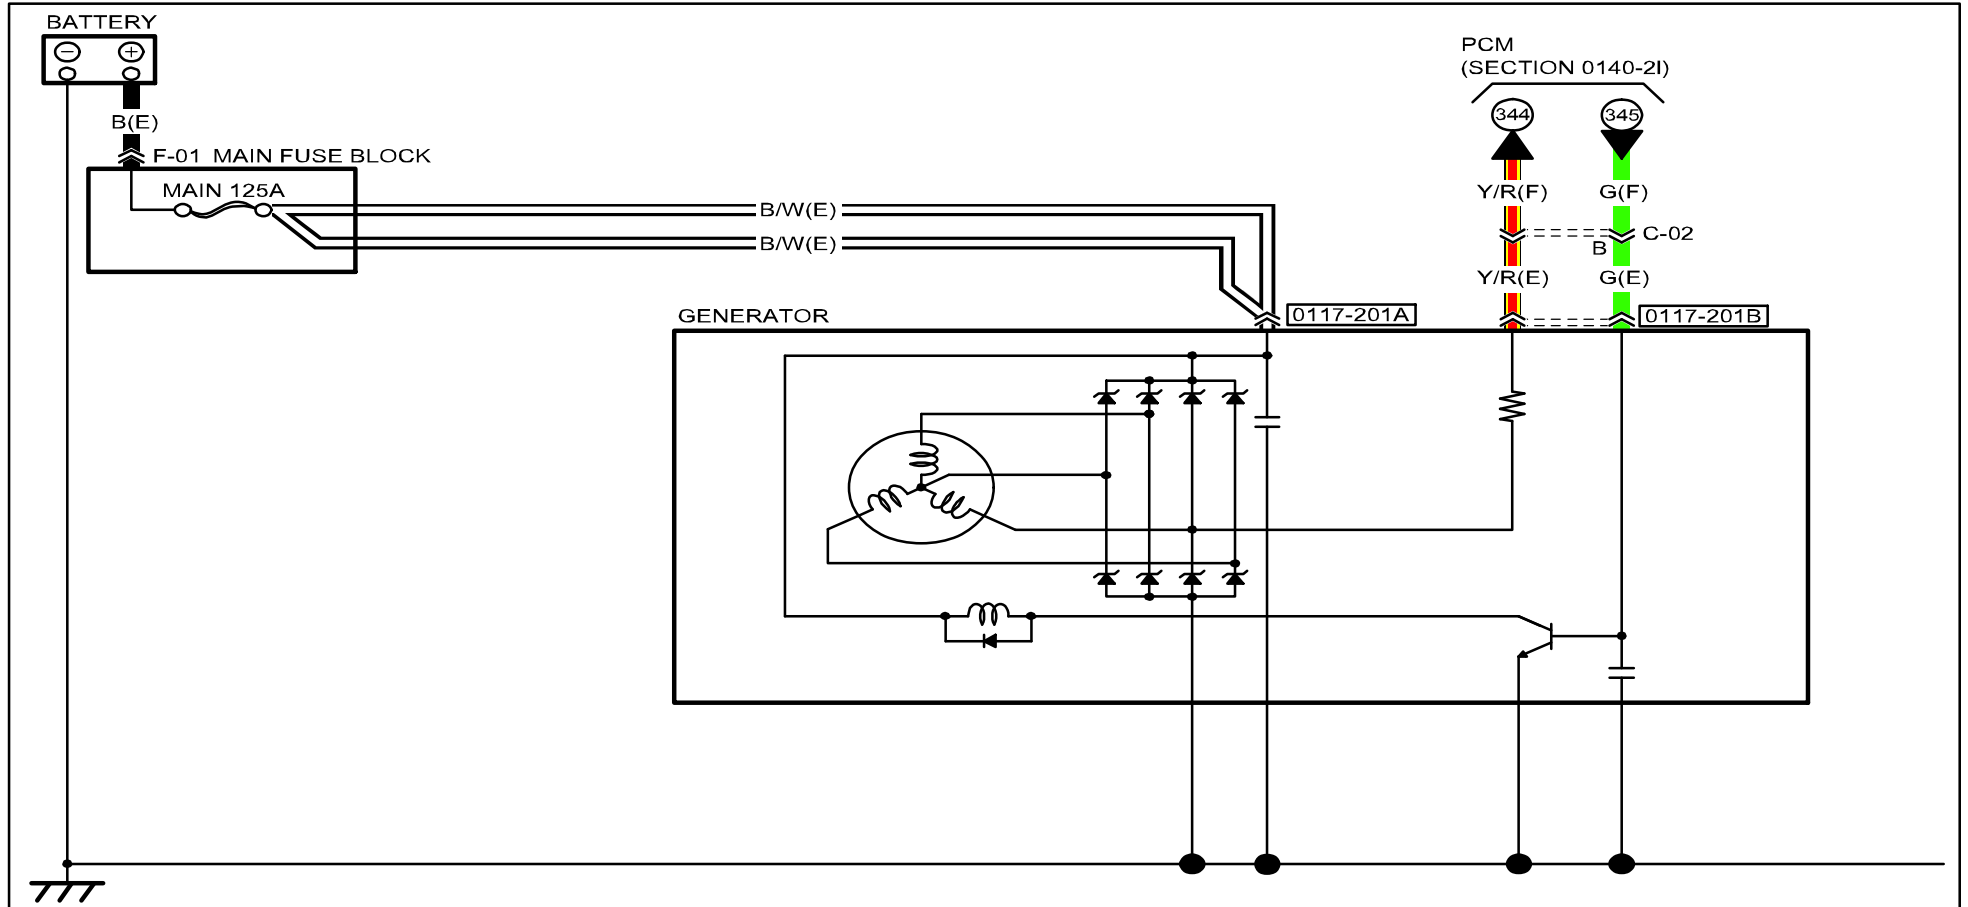 BATTERY
− +
B(E)
F-01 MAIN FUSE BLOCK
MAIN 125A
B/W(E)
B/W(E)
PCM
(SECTION 0140-2I)
344 345
Y/R(F) G(F)
C-02
B
Y/R(E) G(E)
GENERATOR
0117-201A
0117-201B